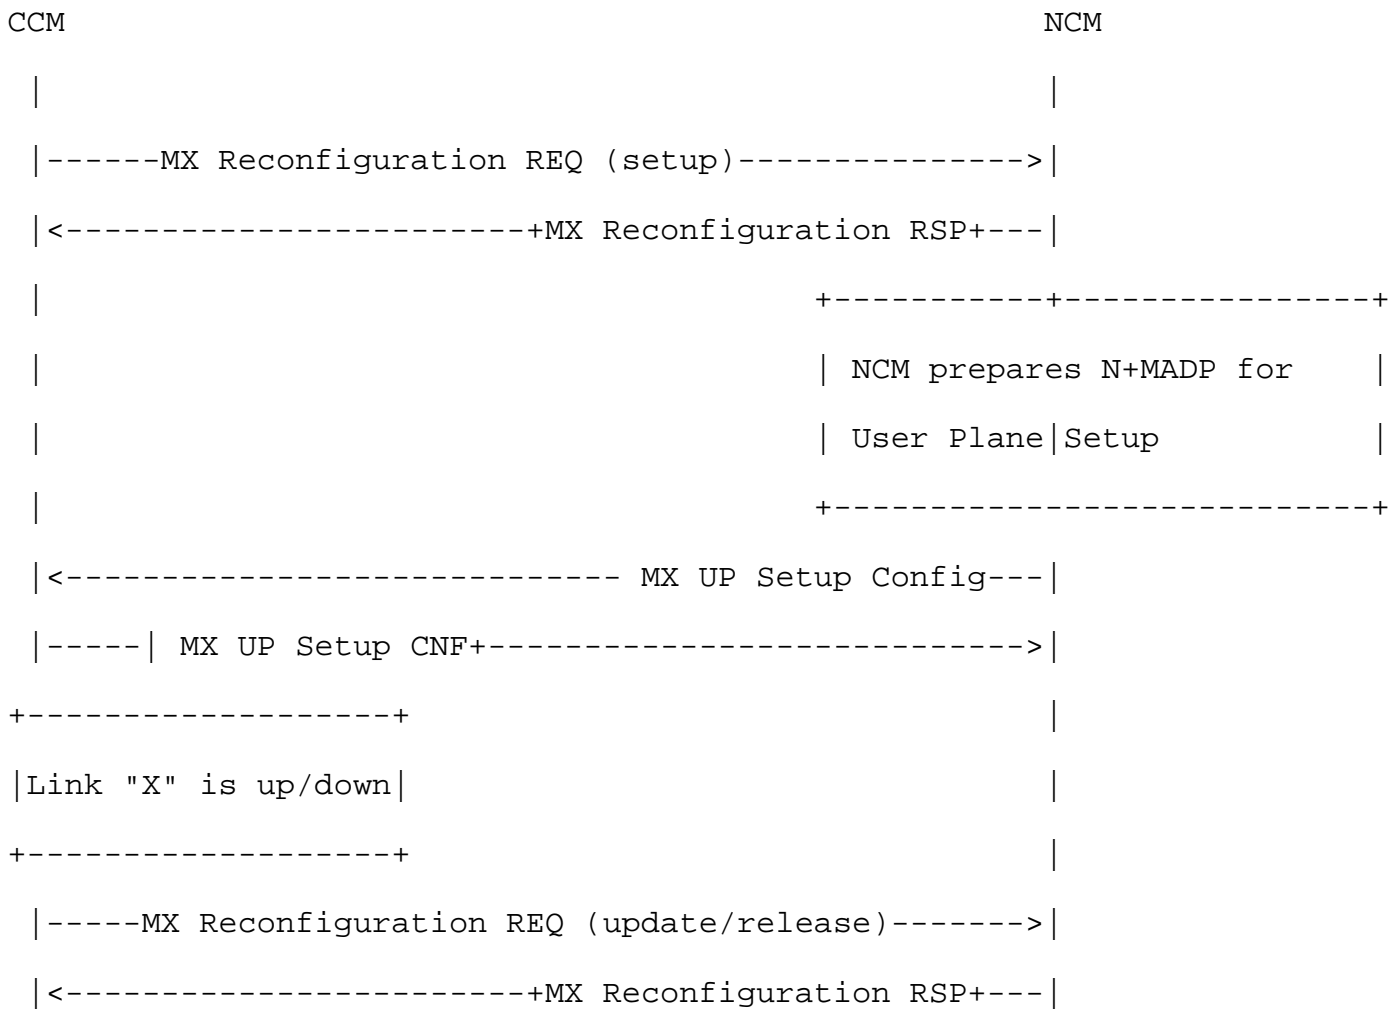 CCM                                                   NCM
 |                                                     |
 |------MX Reconfiguration REQ (setup)--------------->|
 |<------------------------+MX Reconfiguration RSP+---|
 |                                        +-----------+----------------+
 |                                        | NCM prepares N+MADP for    |
 |                                        | User Plane|Setup           |
 |                                        +----------------------------+
 |<----------------------------- MX UP Setup Config---|
 |-----| MX UP Setup CNF+---------------------------->|
+-------------------+                                 |
|Link "X" is up/down|                                 |
+-------------------+                                 |
 |-----MX Reconfiguration REQ (update/release)------->|
 |<------------------------+MX Reconfiguration RSP+---|